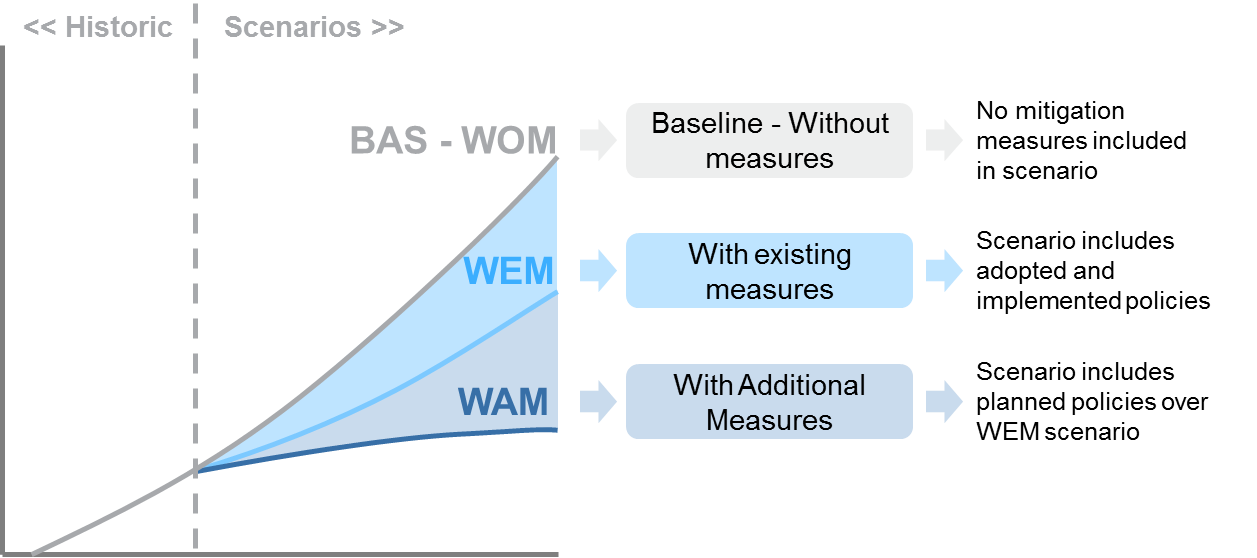 << Historic
Scenarios >>
BAS - WOM
Baseline - Without
measures
No mitigation
measures included
in scenario
WEM
With existing
measures
Scenario includes
adopted and
implemented policies
WAM
With Additional
Measures
Scenario includes
planned policies over
WEM scenario